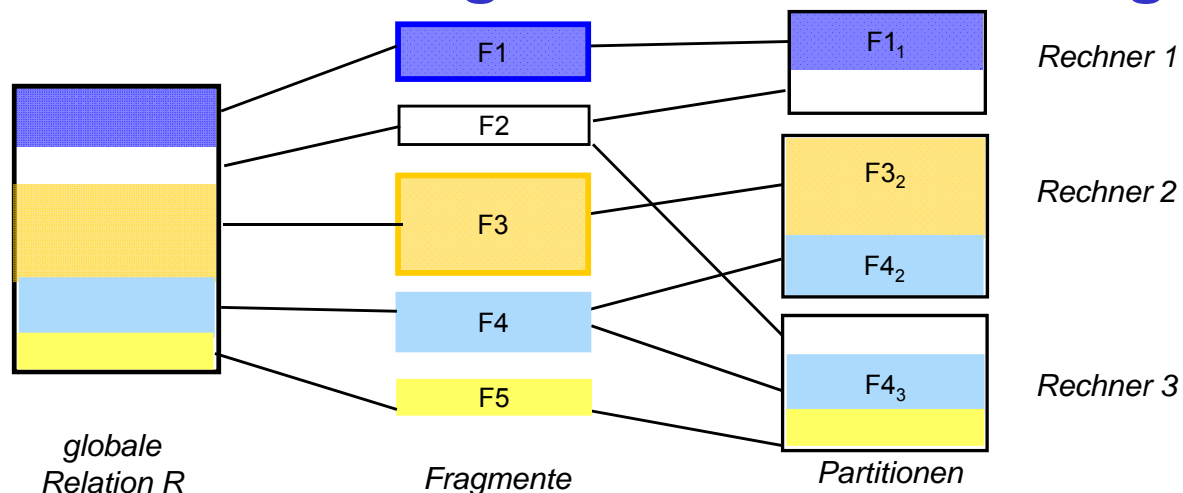 F1
F1₁
Rechner 1
F2
F3₂
Rechner 2
F3
F4₂
F4
F4₃
Rechner 3
F5
globale
Relation R
Fragmente
Partitionen